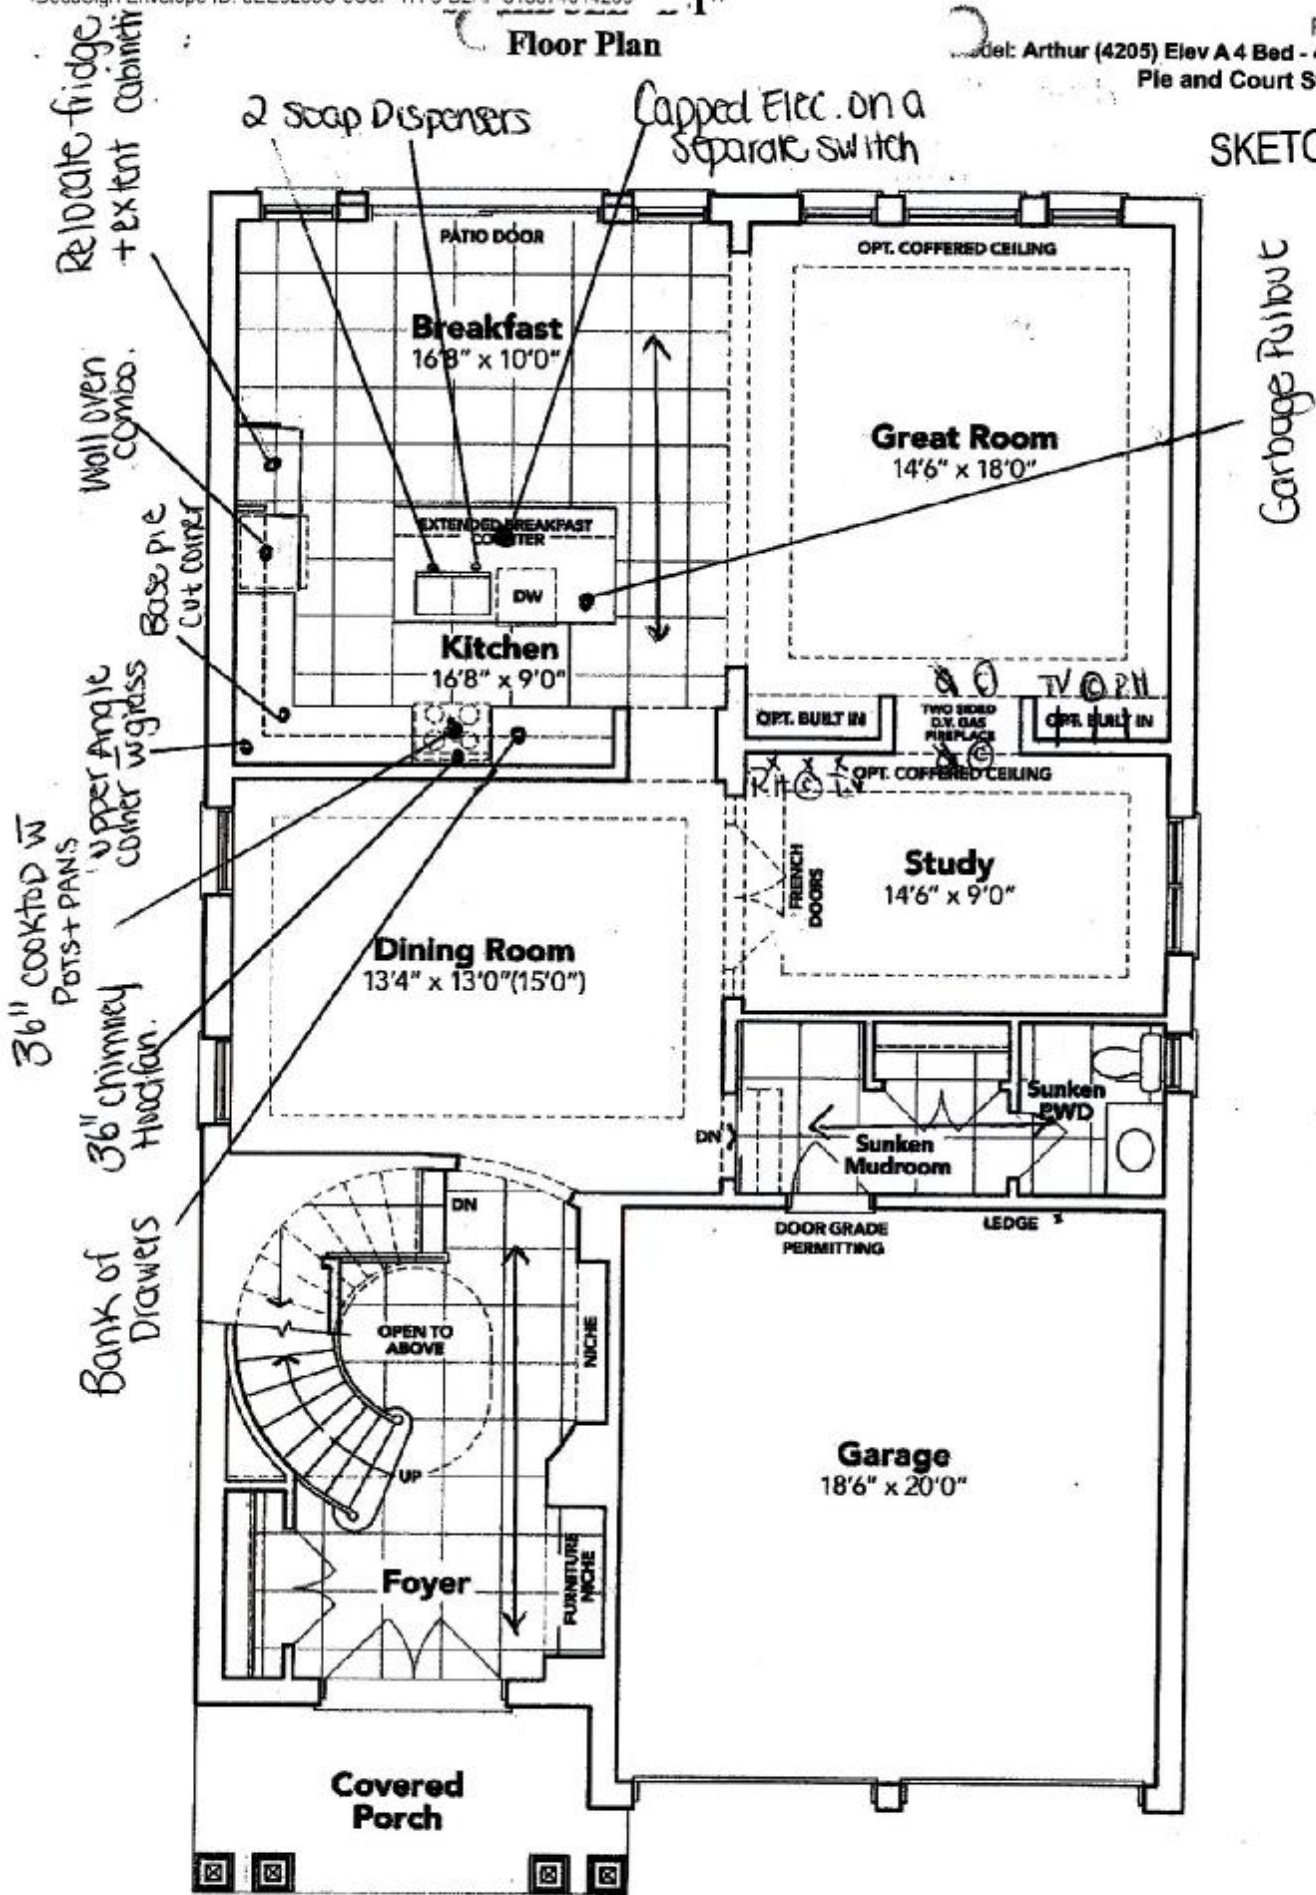 Floor Plan
Arthur (4205) Elev A 4 Bed -
Pie and Court S
SKETC
Relocate fridge
+ extent cabinetr
2 Soap Dispensers
Capped Elec. on a
Separate switch
PATIO DOOR
OPT. COFFERED CEILING
Breakfast
16'8" x 10'0"
Garbage Pullout
Wall oven
combo.
Great Room
14'6" x 18'0"
Base pie
cut corner
EXTENDED BREAKFAST
COUNTER
DW
Kitchen
16'8" x 9'0"
Upper Angle
corner w glass
TV C PH
OPT. BUILT IN
TWO SIDED
D.V. GAS
FIREPLACE
OPT. BUILT IN
PH C TV
OPT. COFFERED CEILING
36" COOKTOP W
POTS + PANS
FRENCH
DOORS
Study
14'6" x 9'0"
Dining Room
13'4" x 13'0"(15'0")
36" chimney
Hoodfan.
Sunken
PWD
DN
Sunken
Mudroom
Bank of
Drawers
DN
DOOR GRADE
PERMITTING
LEDGE
OPEN TO
ABOVE
NICHE
UP
Garage
18'6" x 20'0"
Foyer
FURNITURE
NICHE
Covered
Porch